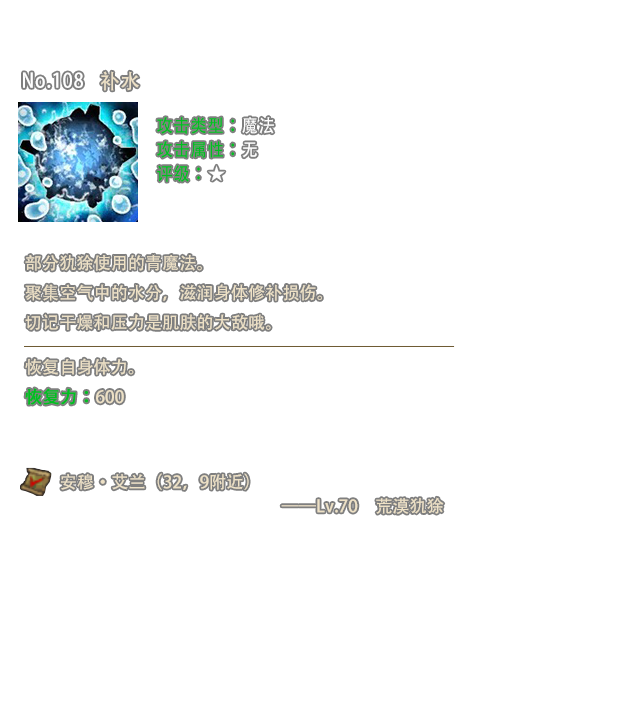 No.108 补水
攻击类型：魔法
攻击属性：无
评级：★
部分犰狳使用的青魔法。
聚集空气中的水分，滋润身体修补损伤。
切记干燥和压力是肌肤的大敌哦。
恢复自身体力。
恢复力：600
安穆·艾兰（32，9附近）
——Lv.70 荒漠犰狳